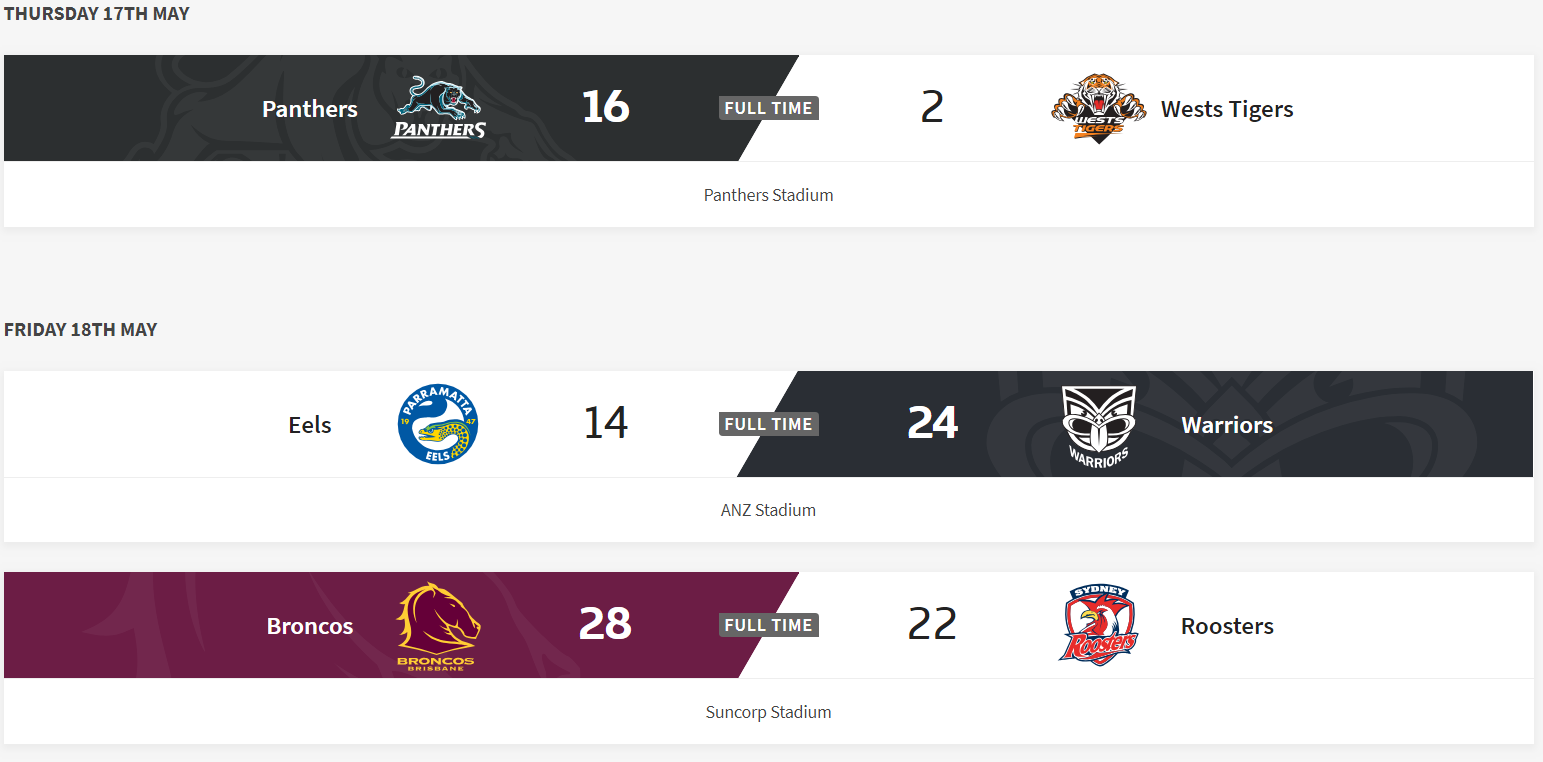 THURSDAY 17TH MAY
Panthers PANTHERS 16 FULL TIME 2 WESTS TIGERS Wests Tigers
Panthers Stadium
FRIDAY 18TH MAY
Eels PARRAMATTA 19 47 EELS 14 FULL TIME 24 WARRIORS Warriors
ANZ Stadium
Broncos BRONCOS BRISBANE 28 FULL TIME 22 SYDNEY Roosters Roosters
Suncorp Stadium